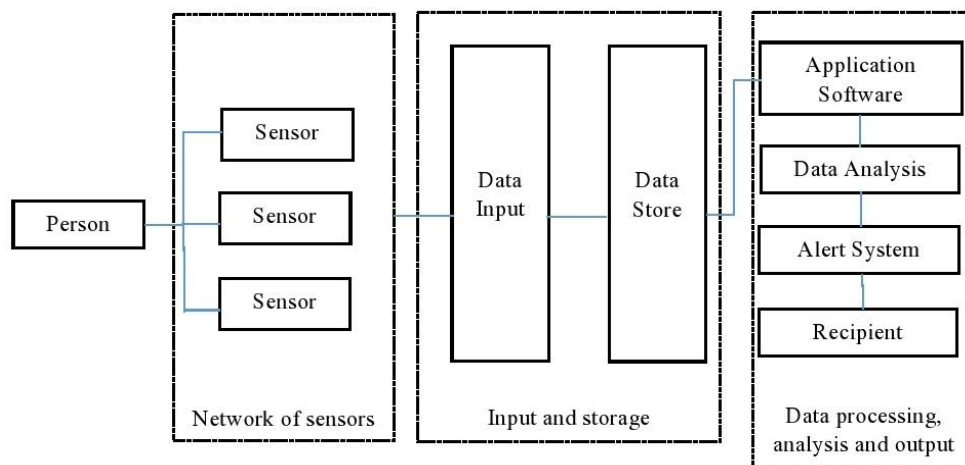 Person
Sensor
Sensor
Sensor
Network of sensors
Data
Input
Data
Store
Input and storage
Application
Software
Data Analysis
Alert System
Recipient
Data processing,
analysis and output